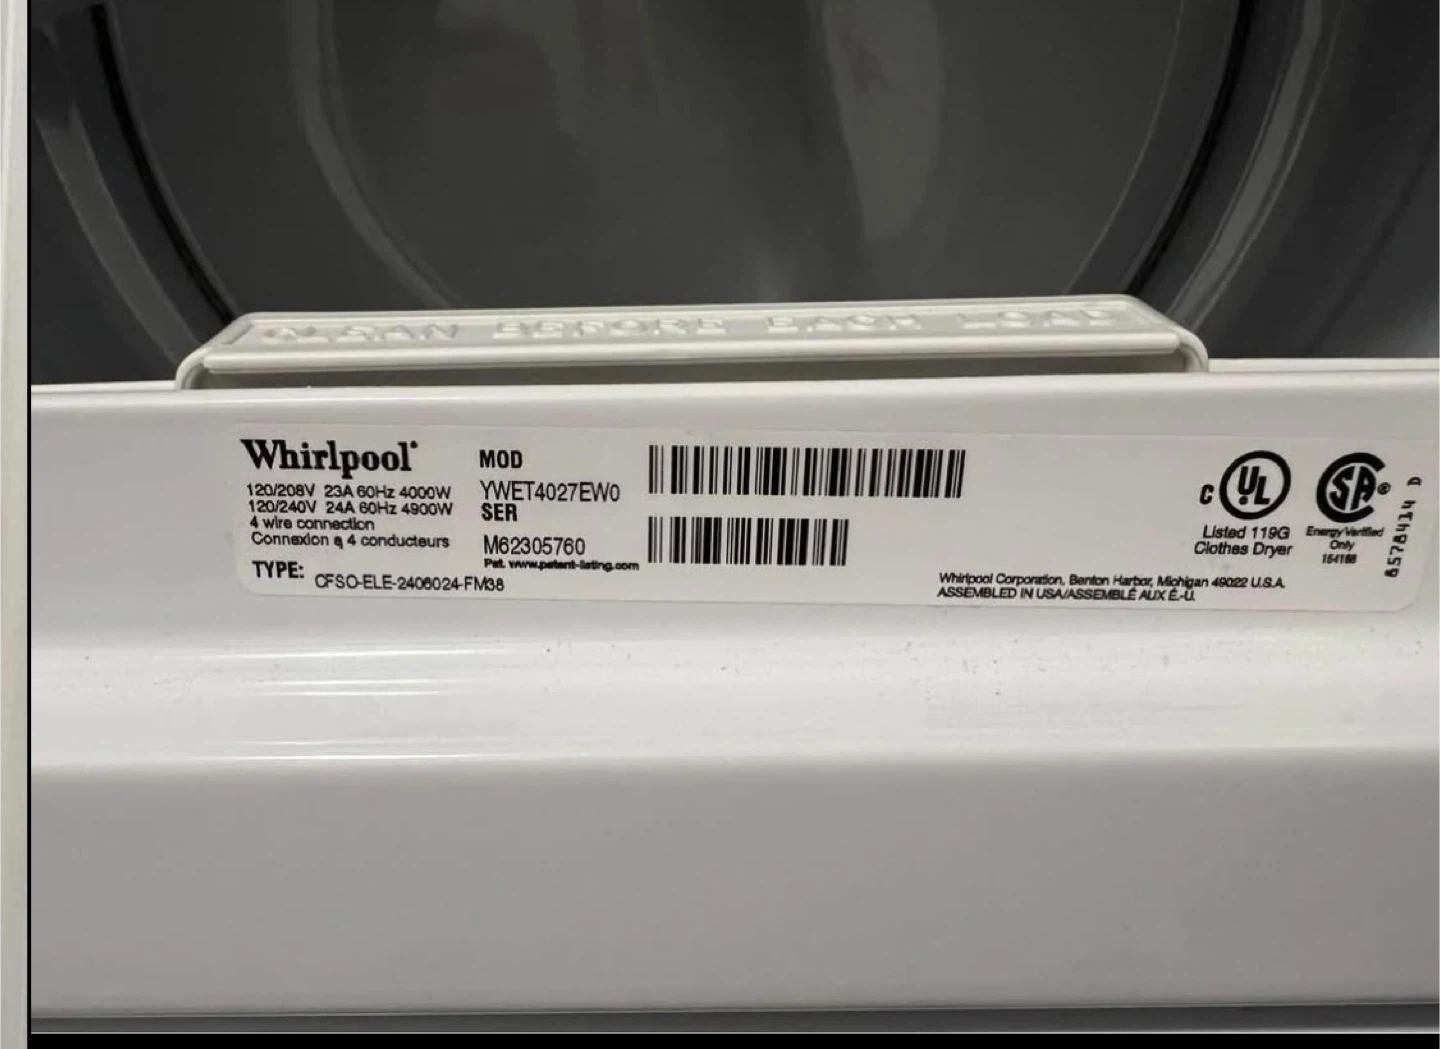 CLEAN BEFORE EACH LOAD
Whirlpool
120/208V 23A 60Hz 4000W
120/240V 24A 60Hz 4900W
4 wire connection
Connexion a 4 conducteurs
TYPE: CFSO-ELE-2406024-FM38
MOD
YWET4027EW0
SER
M62305760
Pat. www.patent-listing.com
C UL
Listed 119G
Clothes Dryer
SA ®
Energy Verified
Only
154188
8578414 D
Whirlpool Corporation, Benton Harbor, Michigan 49022 U.S.A.
ASSEMBLED IN USA/ASSEMBLÉ AUX É.-U.